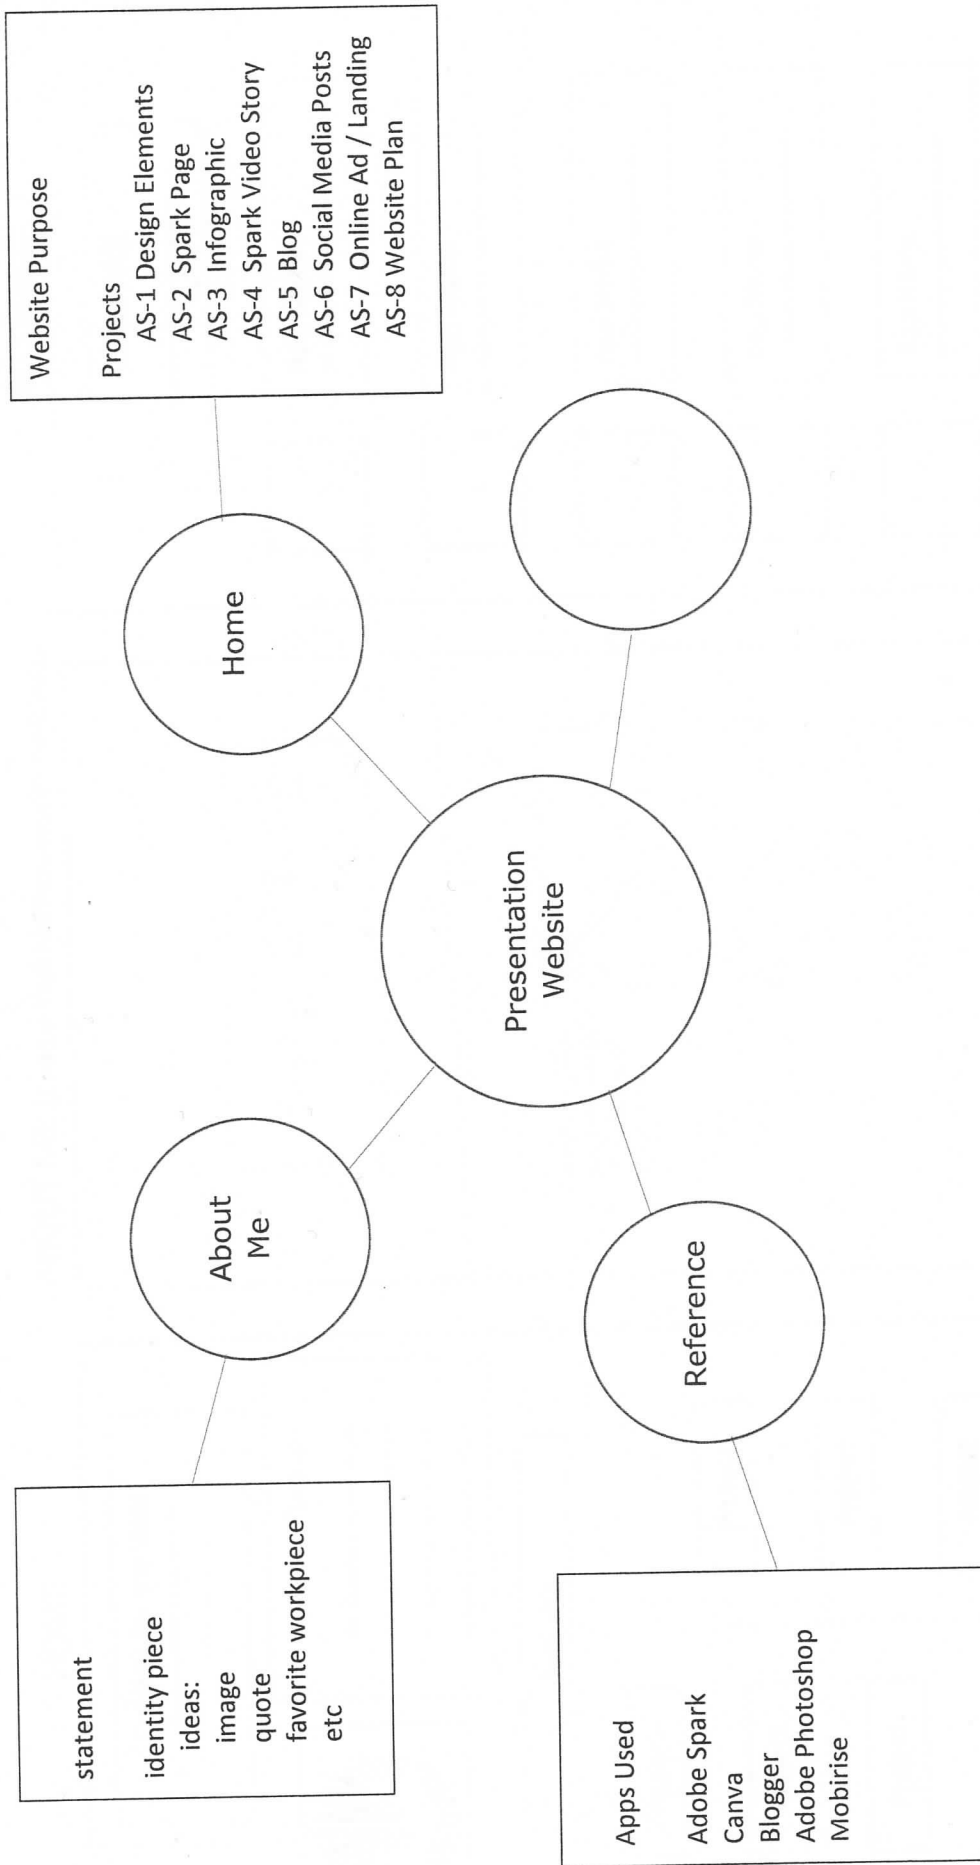 statement
identity piece
ideas:
image
quote
favorite workpiece
etc
About
Me
Home
Website Purpose
Projects
AS-1 Design Elements
AS-2 Spark Page
AS-3 Infographic
AS-4 Spark Video Story
AS-5 Blog
AS-6 Social Media Posts
AS-7 Online Ad / Landing
AS-8 Website Plan
Presentation
Website
Apps Used
Adobe Spark
Canva
Blogger
Adobe Photoshop
Mobirise
Reference